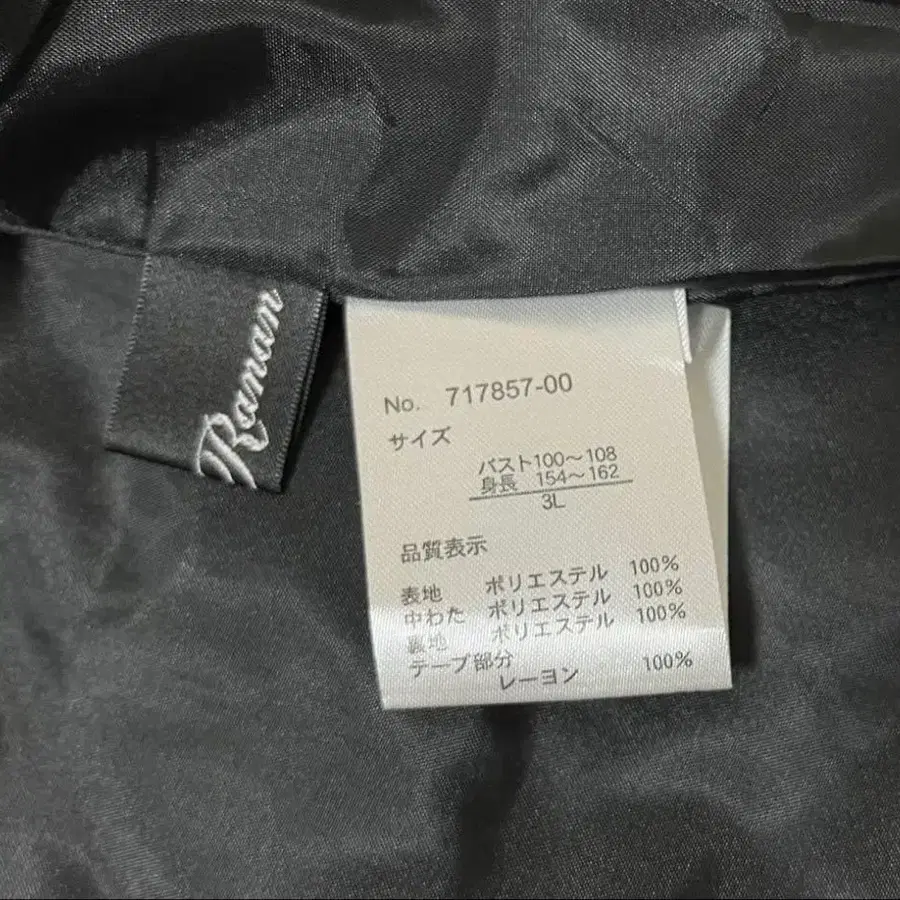 Ranan
No. 717857-00
サイズ
バスト100～108
身長 154～162
3L
品質表示
表地 ポリエステル 100%
中わた ポリエステル 100%
裏地 ポリエステル 100%
テープ部分
レーヨン 100%